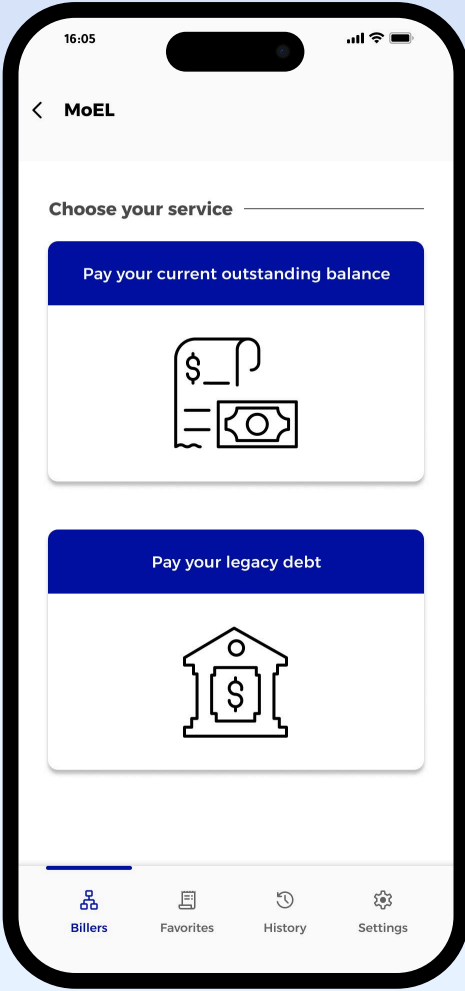 16:05
MoEL
Choose your service
Pay your current outstanding balance
$
Pay your legacy debt
$
Billers
Favorites
History
Settings